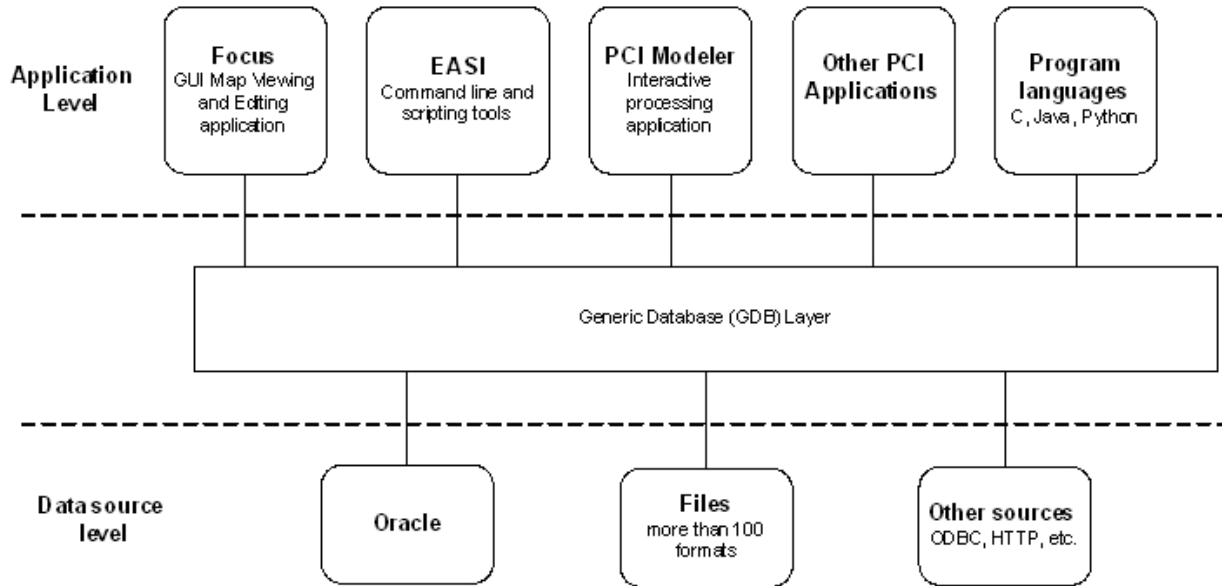 Application
Level
Focus
GUI Map Viewing
and Editing
application
EASI
Command line and
scripting tools
PCI Modeler
Interactive
processing
application
Other PCI
Applications
Program
languages
C, Java, Python
Generic Database (GDB) Layer
Data source
level
Oracle
Files
more than 100
formats
Other sources
ODBC, HTTP, etc.